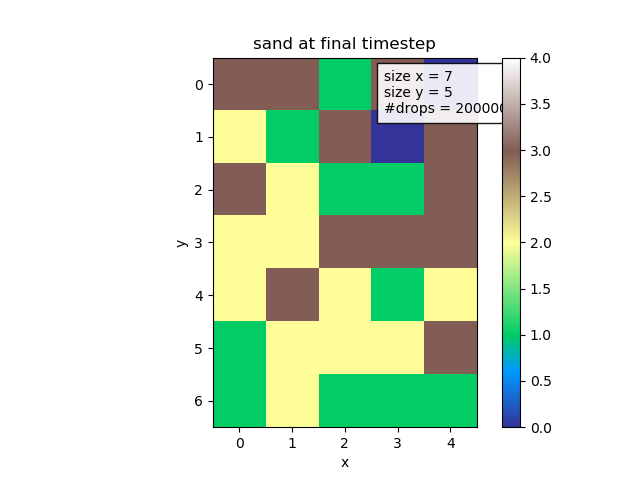 sand at final timestep
size x = 7
size y = 5
#drops = 200000
y
0
1
2
3
4
5
6
0 1 2 3 4
x
4.0
3.5
3.0
2.5
2.0
1.5
1.0
0.5
0.0